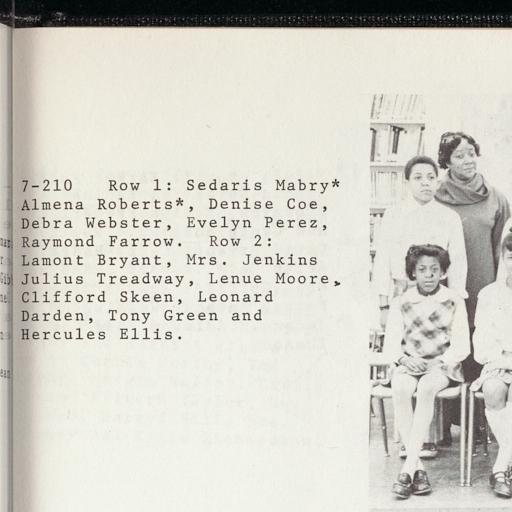 7-210   Row 1: Sedaris Mabry*
Almena Roberts*, Denise Coe,
Debra Webster, Evelyn Perez,
Raymond Farrow.  Row 2:
Lamont Bryant, Mrs. Jenkins
Julius Treadway, Lenue Moore,
Clifford Skeen, Leonard
Darden, Tony Green and
Hercules Ellis.